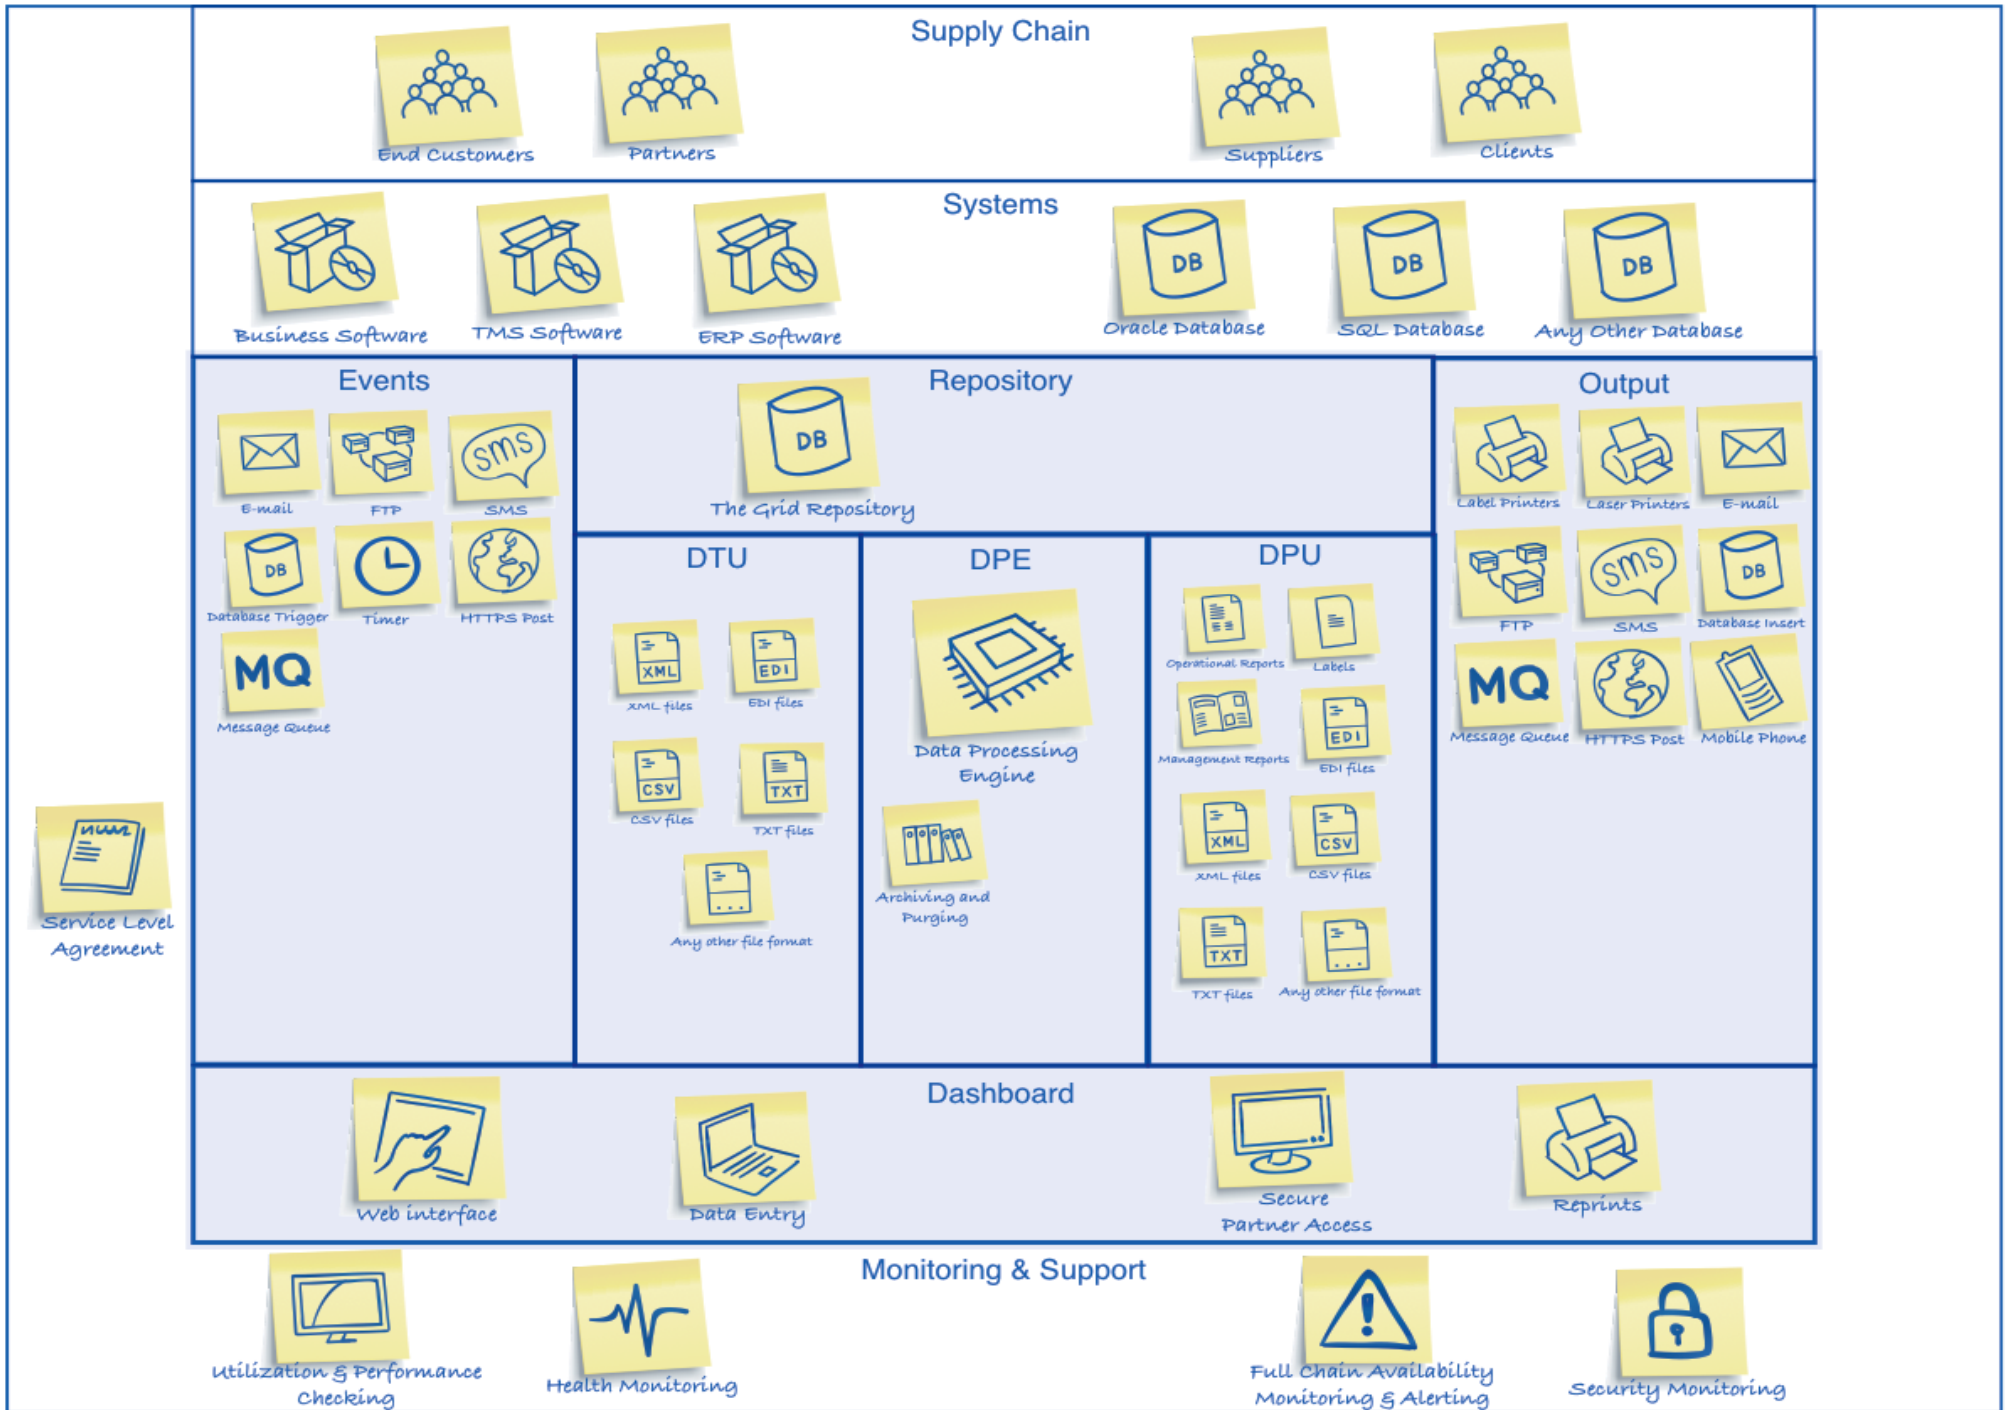 Supply Chain
End Customers
Partners
Suppliers
Clients
Systems
Business Software
TMS Software
ERP Software
DB
Oracle Database
DB
SQL Database
DB
Any Other Database
Events
E-mail
FTP
SMS
SMS
DB
Database Trigger
Timer
HTTPS Post
MQ
Message Queue
Repository
DB
The Grid Repository
DTU
XML
XML files
EDI
EDI files
CSV
CSV files
TXT
TXT files
...
Any other file format
DPE
Data Processing
Engine
Archiving and
Purging
DPU
Operational Reports
Labels
Management Reports
EDI
EDI files
XML
XML files
CSV
CSV files
TXT
TXT files
...
Any other file format
Output
Label Printers
Laser Printers
E-mail
FTP
SMS
SMS
DB
Database Insert
MQ
Message Queue
HTTPS Post
Mobile Phone
Service Level
Agreement
Dashboard
Web interface
Data Entry
Secure
Partner Access
Reprints
Monitoring & Support
Utilization & Performance
Checking
Health Monitoring
Full Chain Availability
Monitoring & Alerting
Security Monitoring